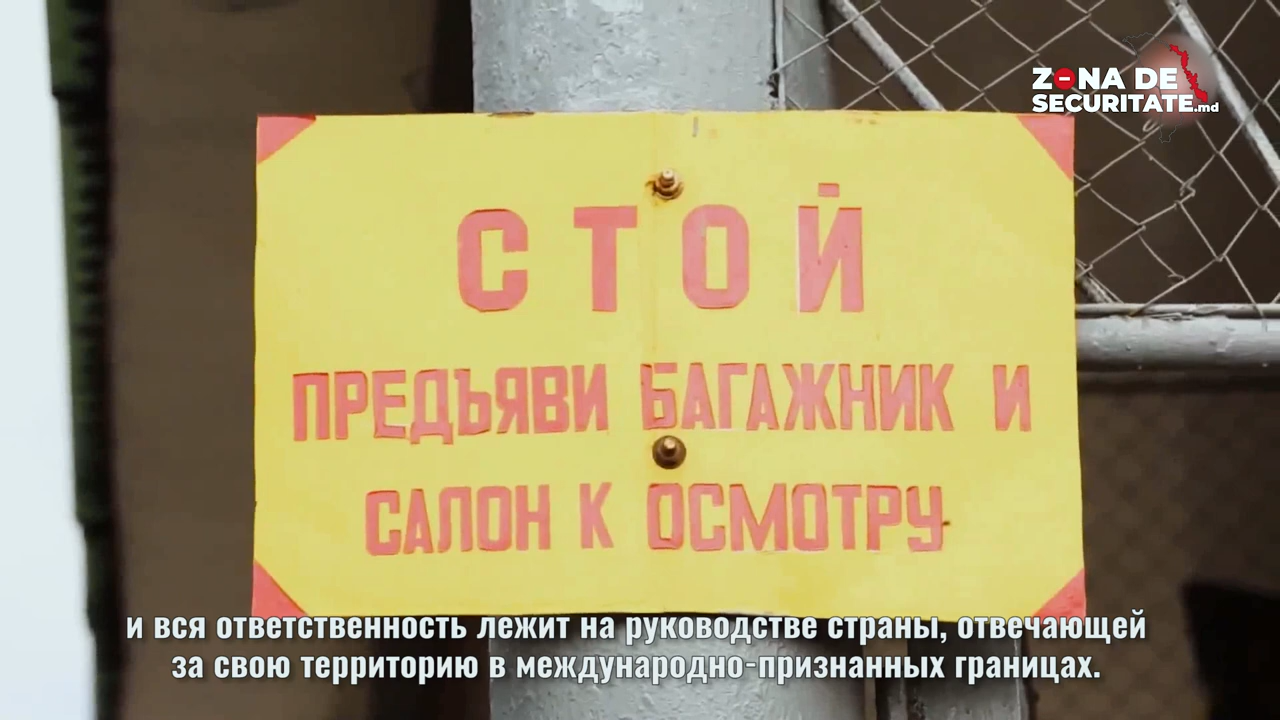 ZONA DE
SECURITATE.md
СТОЙ
ПРЕДЪЯВИ БАГАЖНИК И
САЛОН К ОСМОТРУ
и вся ответственность лежит на руководстве страны, отвечающей
за свою территорию в международно-признанных границах.